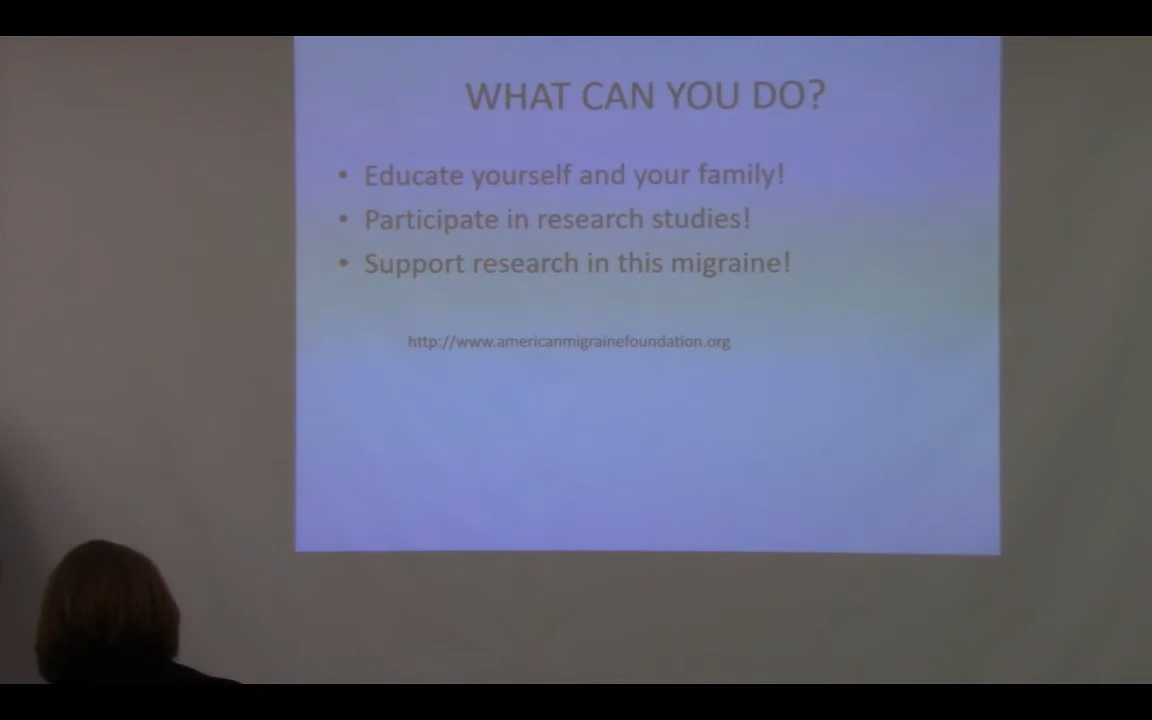 WHAT CAN YOU DO?
• Educate yourself and your family!
• Participate in research studies!
• Support research in this migraine!
http://www.americanmigrainefoundation.org